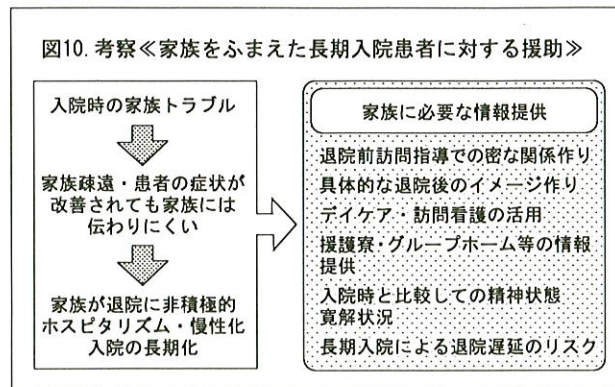 図10. 考察≪家族をふまえた長期入院患者に対する援助≫
入院時の家族トラブル
家族疎遠・患者の症状が
改善されても家族には
伝わりにくい
家族が退院に非積極的
ホスピタリズム・慢性化
入院の長期化
家族に必要な情報提供
退院前訪問指導での密な関係作り
具体的な退院後のイメージ作り
デイケア・訪問看護の活用
援護寮・グループホーム等の情報
提供
入院時と比較しての精神状態
寛解状況
長期入院による退院遅延のリスク